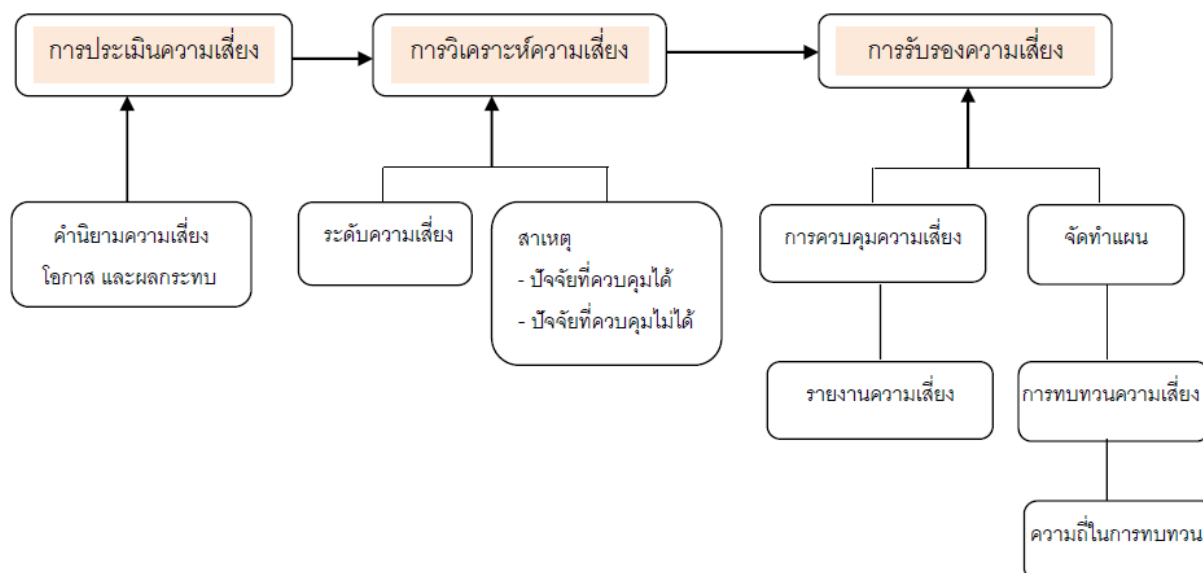 การประเมินความเสี่ยง
การวิเคราะห์ความเสี่ยง
การรับรองความเสี่ยง
คำนิยามความเสี่ยง
โอกาส และผลกระทบ
ระดับความเสี่ยง
สาเหตุ
- ปัจจัยที่ควบคุมได้
- ปัจจัยที่ควบคุมไม่ได้
การควบคุมความเสี่ยง
จัดทำแผน
รายงานความเสี่ยง
การทบทวนความเสี่ยง
ความถี่ในการทบทวน